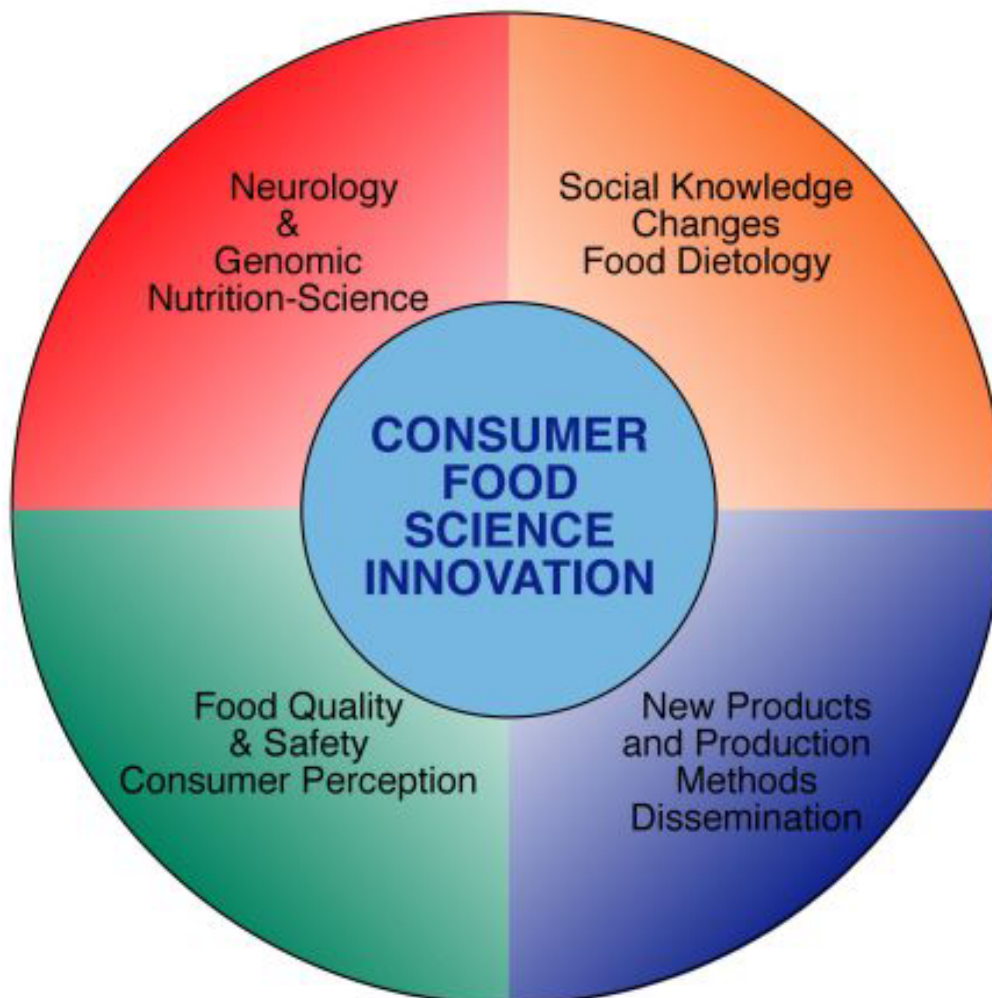 Neurology
&
Genomic
Nutrition-Science
Social Knowledge
Changes
Food Dietology
CONSUMER
FOOD
SCIENCE
INNOVATION
Food Quality
& Safety
Consumer Perception
New Products
and Production
Methods
Dissemination